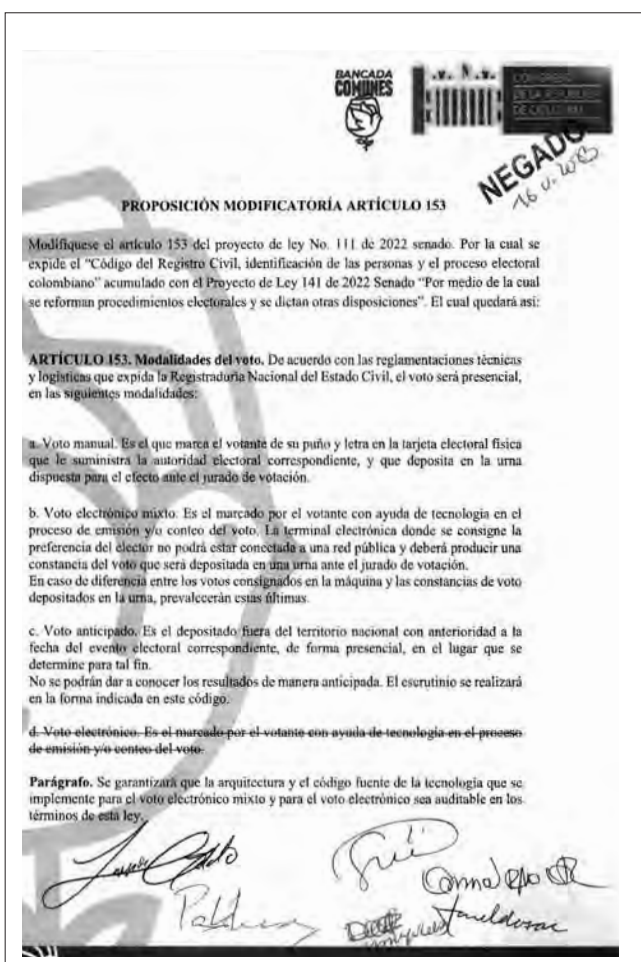 BANCADA
COMUNES
CONGRESO
DE LA REPÚBLICA
DE COLOMBIA
NEGADO
PROPOSICIÓN MODIFICATORÍA ARTÍCULO 153
Modifíquese el artículo 153 del proyecto de ley No. 111 de 2022 senado. Por la cual se
expide el “Código del Registro Civil, identificación de las personas y el proceso electoral
colombiano” acumulado con el Proyecto de Ley 141 de 2022 Senado “Por medio de la cual
se reforman procedimientos electorales y se dictan otras disposiciones”. El cual quedará así:
ARTÍCULO 153. Modalidades del voto. De acuerdo con las reglamentaciones técnicas
y logísticas que expida la Registraduría Nacional del Estado Civil, el voto será presencial,
en las siguientes modalidades:
a. Voto manual. Es el que marca el votante de su puño y letra en la tarjeta electoral física
que le suministra la autoridad electoral correspondiente, y que deposita en la urna
dispuesta para el efecto ante el jurado de votación.
b. Voto electrónico mixto. Es el marcado por el votante con ayuda de tecnología en el
proceso de emisión y/o conteo del voto. La terminal electrónica donde se consigne la
preferencia del elector no podrá estar conectada a una red pública y deberá producir una
constancia del voto que será depositada en una urna ante el jurado de votación.
En caso de diferencia entre los votos consignados en la máquina y las constancias de voto
depositados en la urna, prevalecerán estas últimas.
c. Voto anticipado. Es el depositado fuera del territorio nacional con anterioridad a la
fecha del evento electoral correspondiente, de forma presencial, en el lugar que se
determine para tal fin.
No se podrán dar a conocer los resultados de manera anticipada. El escrutinio se realizará
en la forma indicada en este código.
d. Voto electrónico. Es el marcado por el votante con ayuda de tecnología en el proceso
de emisión y/o conteo del voto.
Parágrafo. Se garantizará que la arquitectura y el código fuente de la tecnología que se
implemente para el voto electrónico mixto y para el voto electrónico sea auditable en los
términos de esta ley.